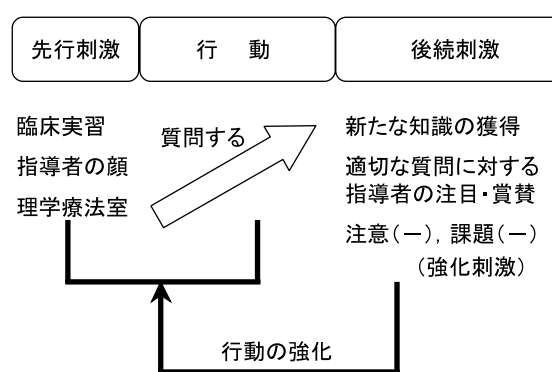 先行刺激
行 動
後続刺激
臨床実習
指導者の顔
理学療法室
質問する
新たな知識の獲得
適切な質問に対する
指導者の注目・賞賛
注意(ー),課題(ー)
(強化刺激)
行動の強化